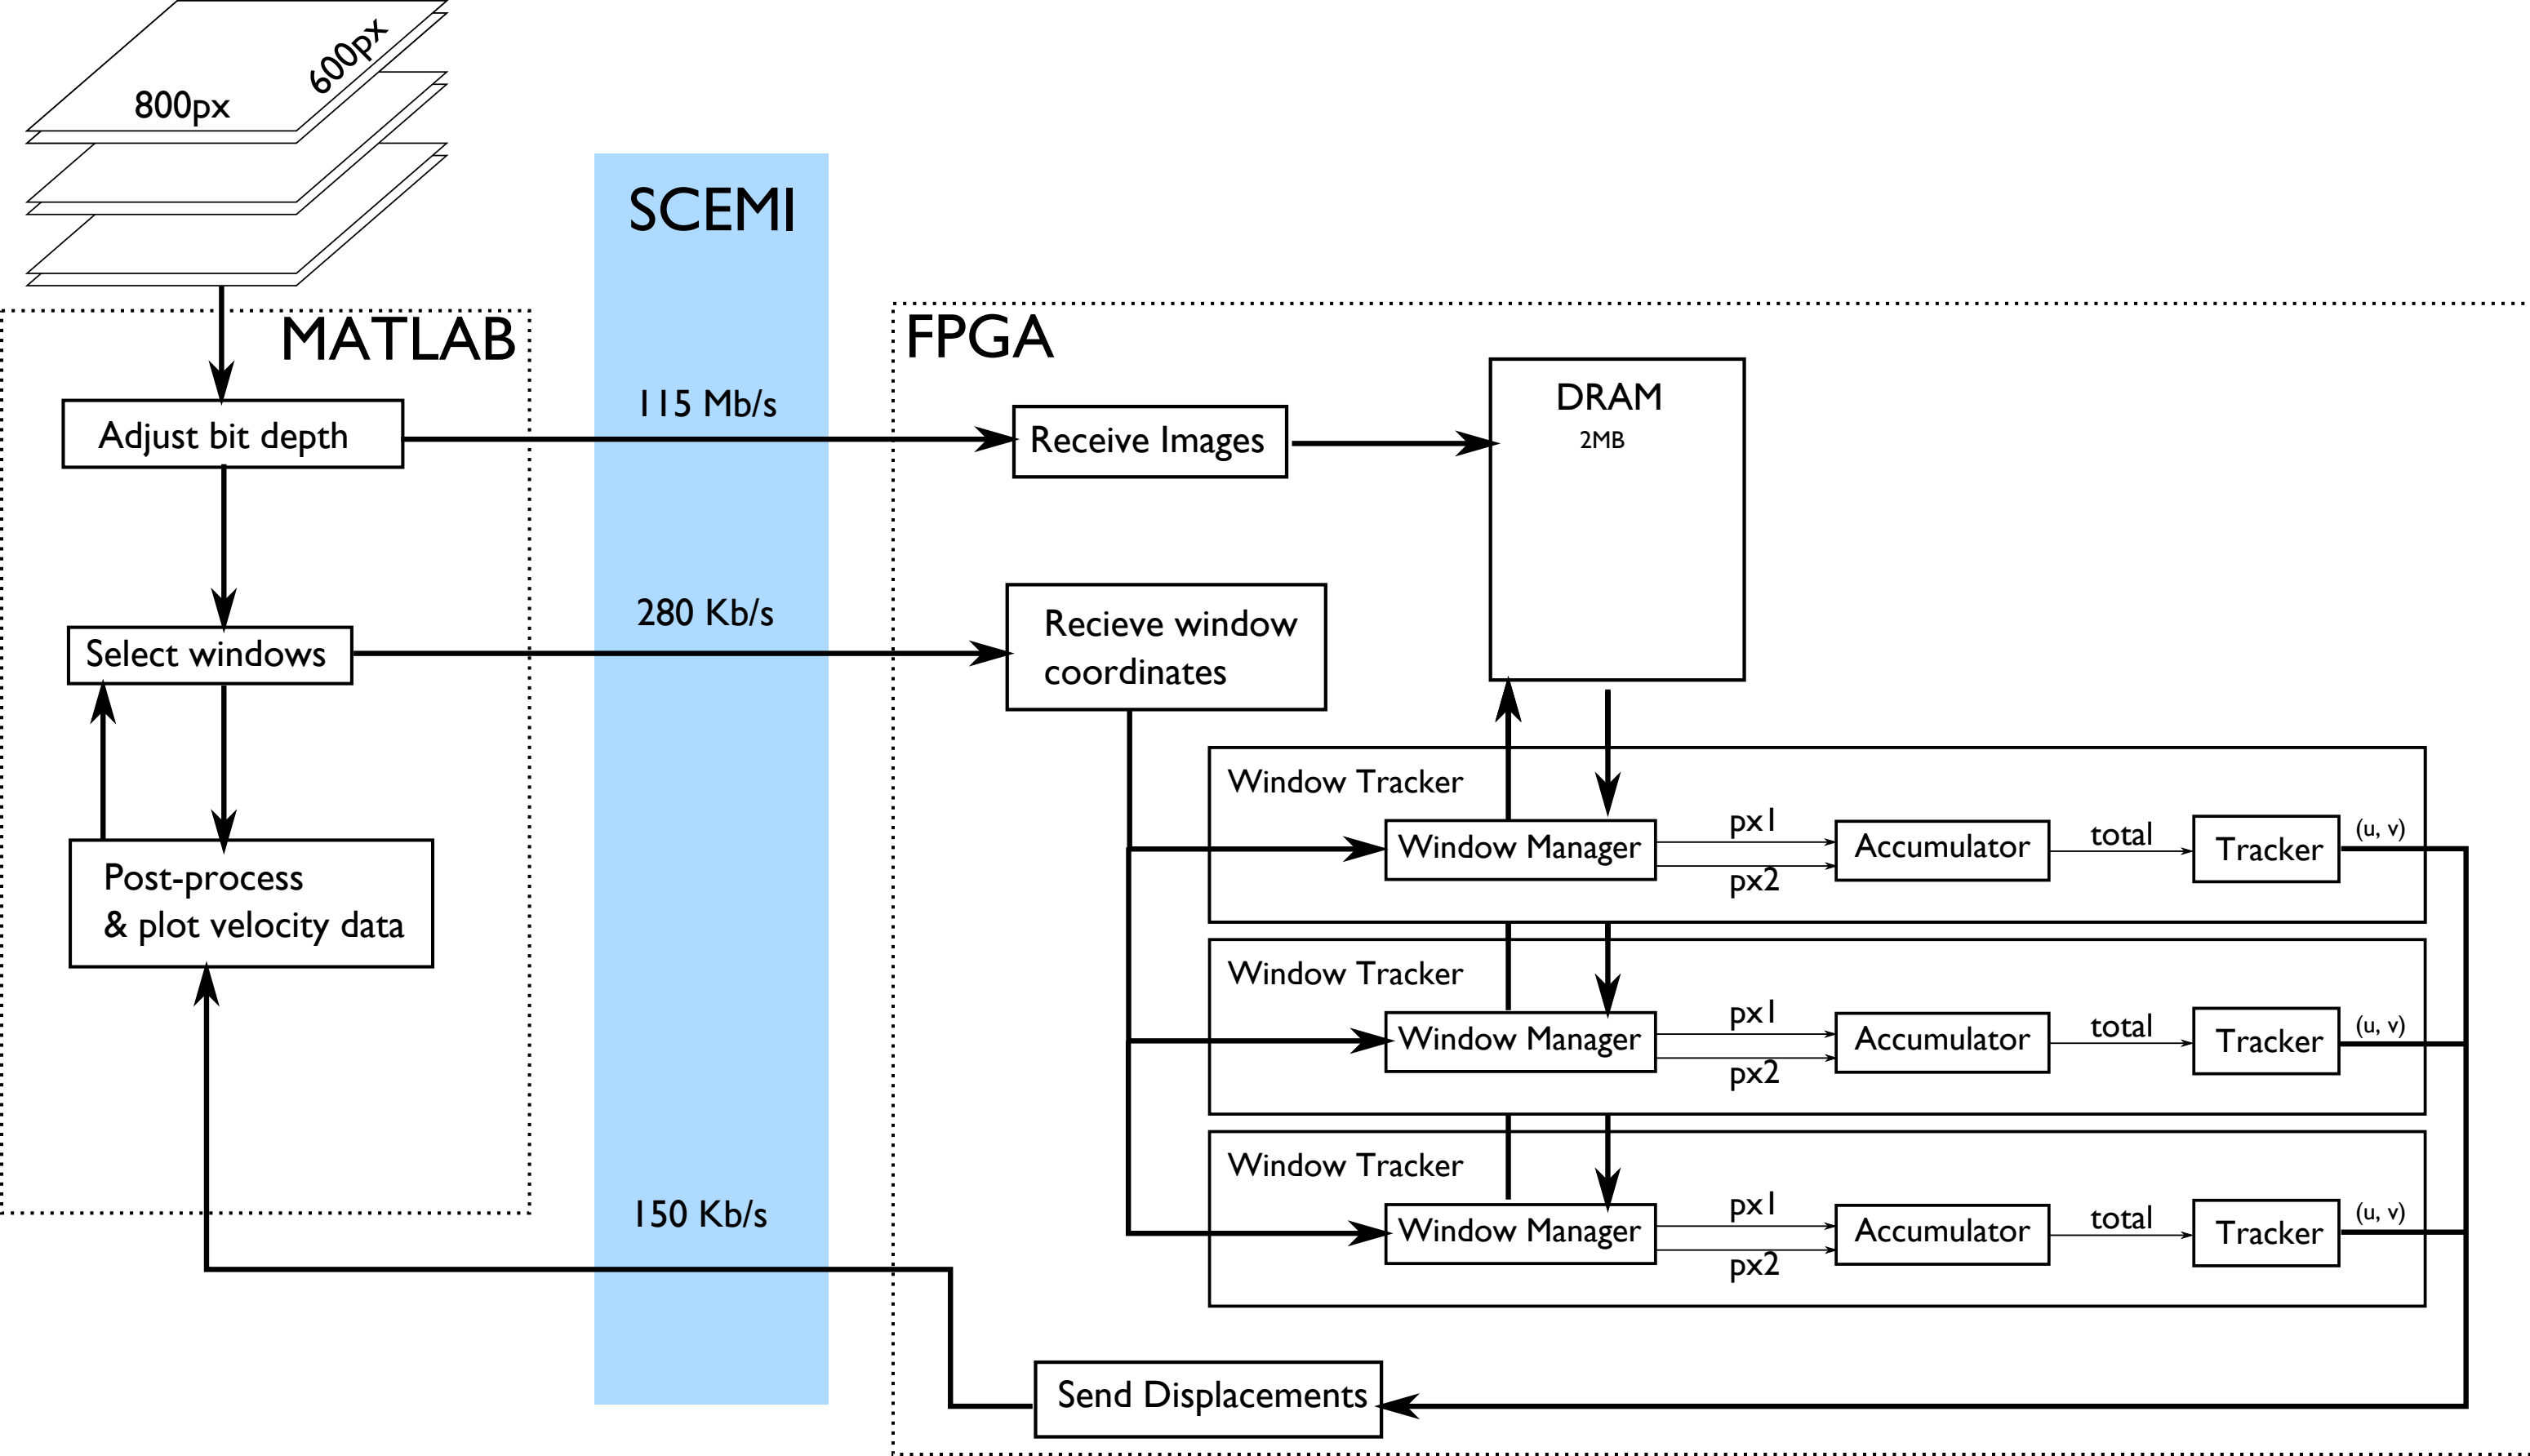 600px
800px
SCEMI
MATLAB
FPGA
115 Mb/s
DRAM
2MB
Adjust bit depth
Receive Images
280 Kb/s
Recieve window
coordinates
Select windows
Window Tracker
px1
(u, v)
Window Manager
Accumulator
total
Tracker
px2
Post-process
& plot velocity data
Window Tracker
px1
(u, v)
Window Manager
Accumulator
total
Tracker
px2
Window Tracker
150 Kb/s
px1
(u, v)
Window Manager
Accumulator
total
Tracker
px2
Send Displacements